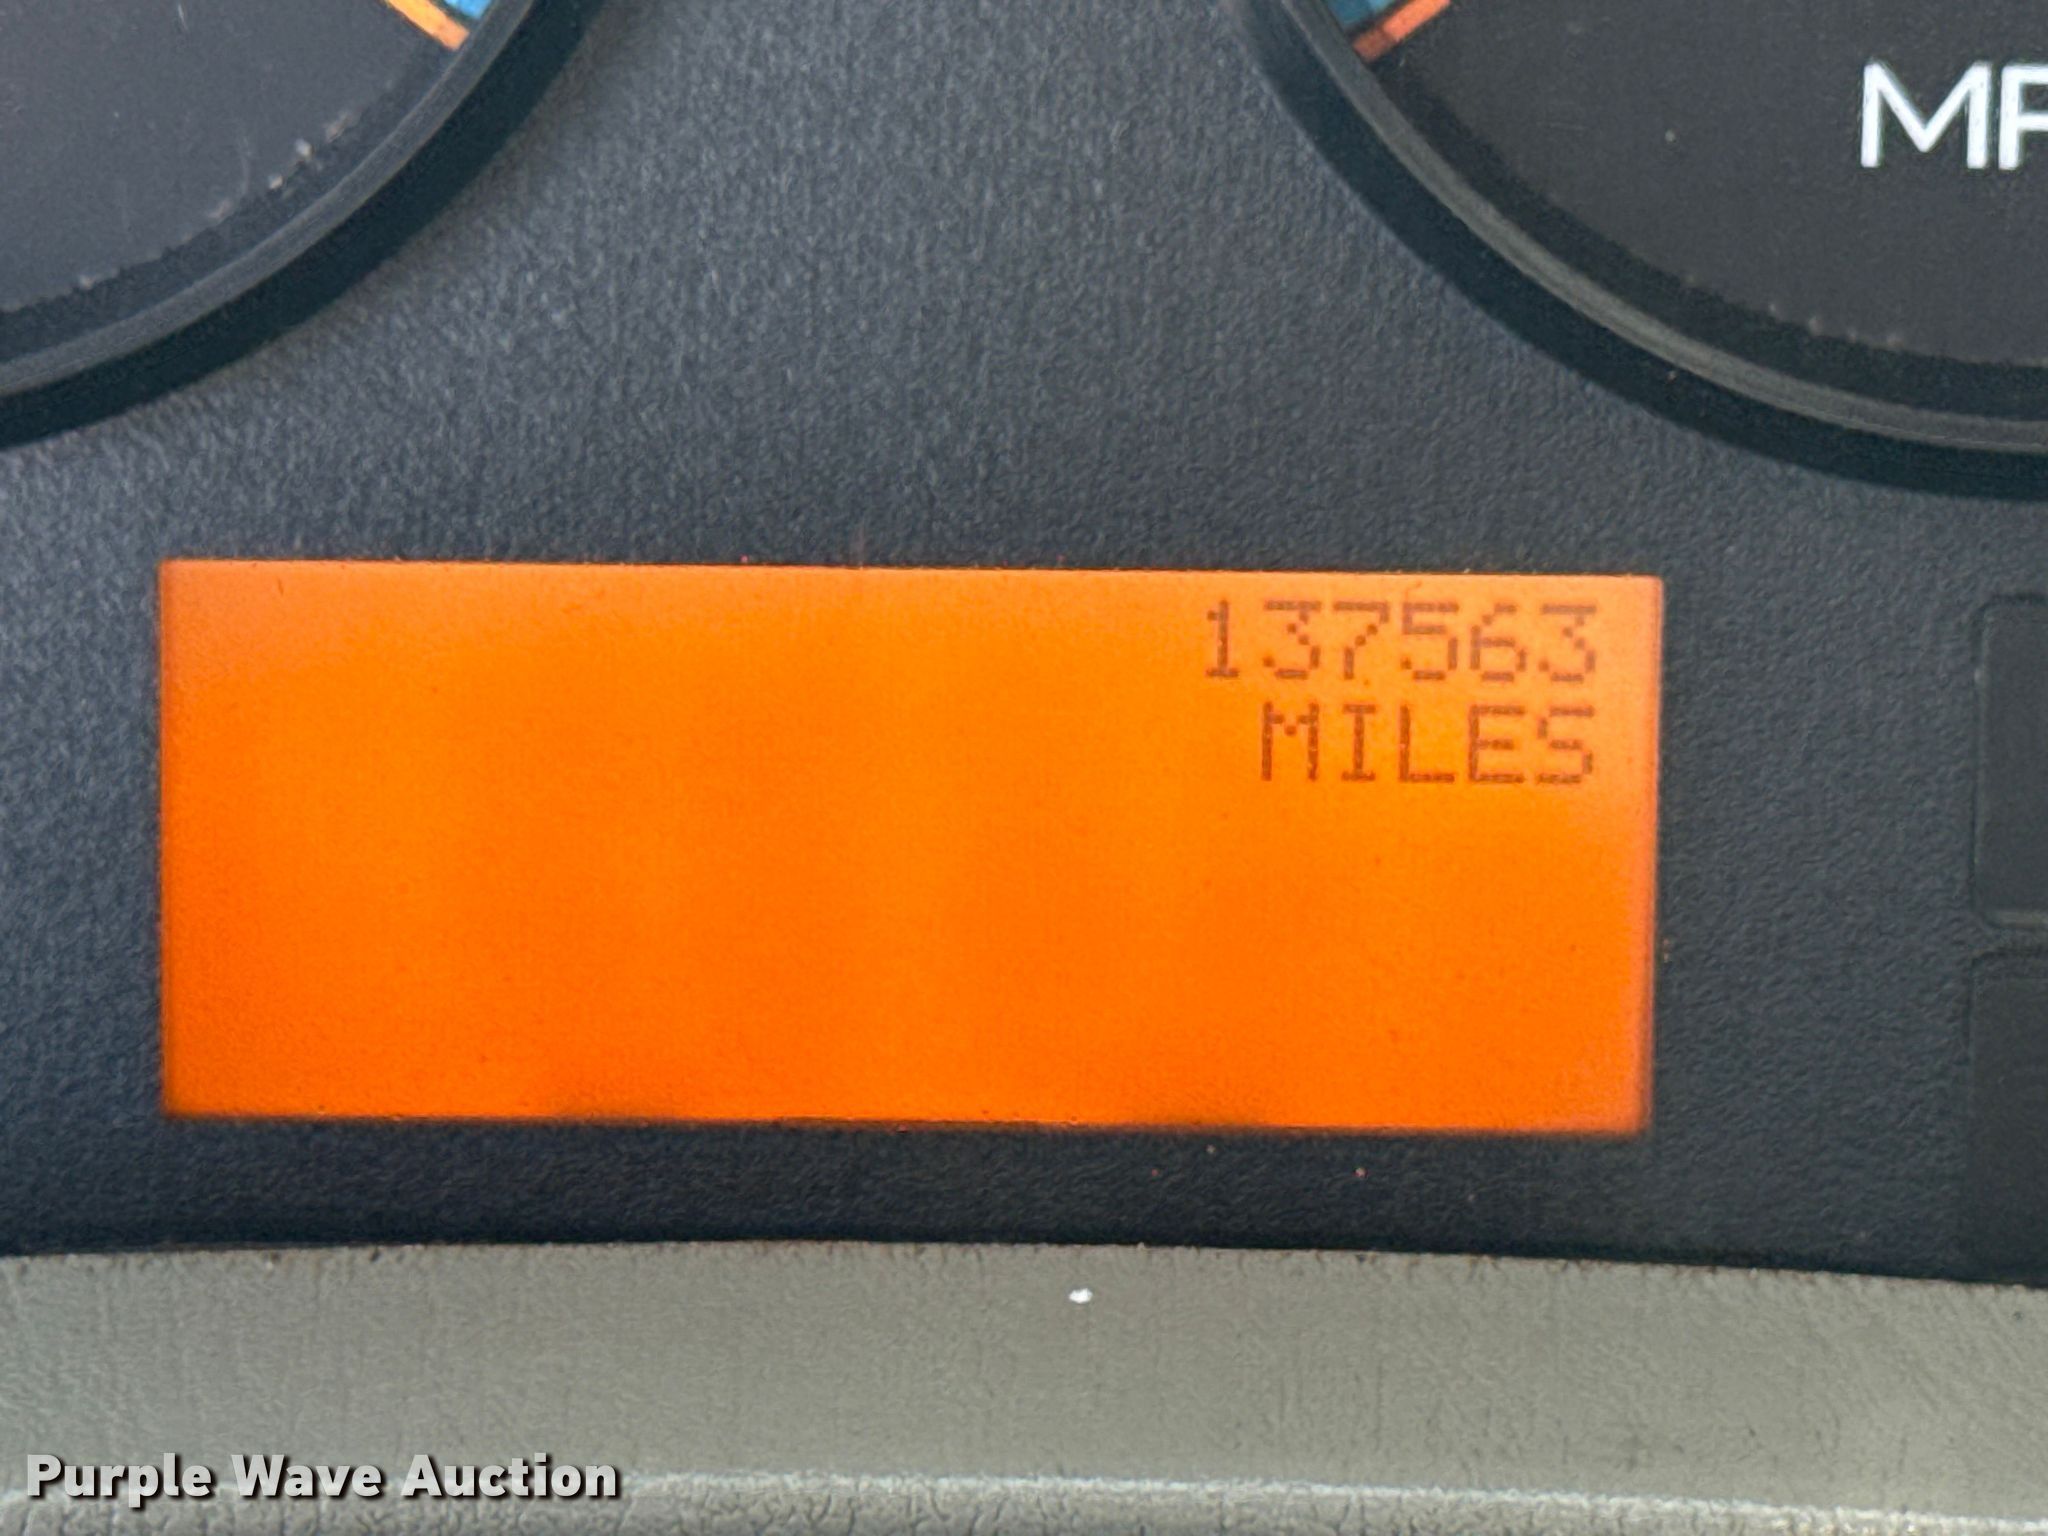 MP
137563
MILES
Purple Wave Auction